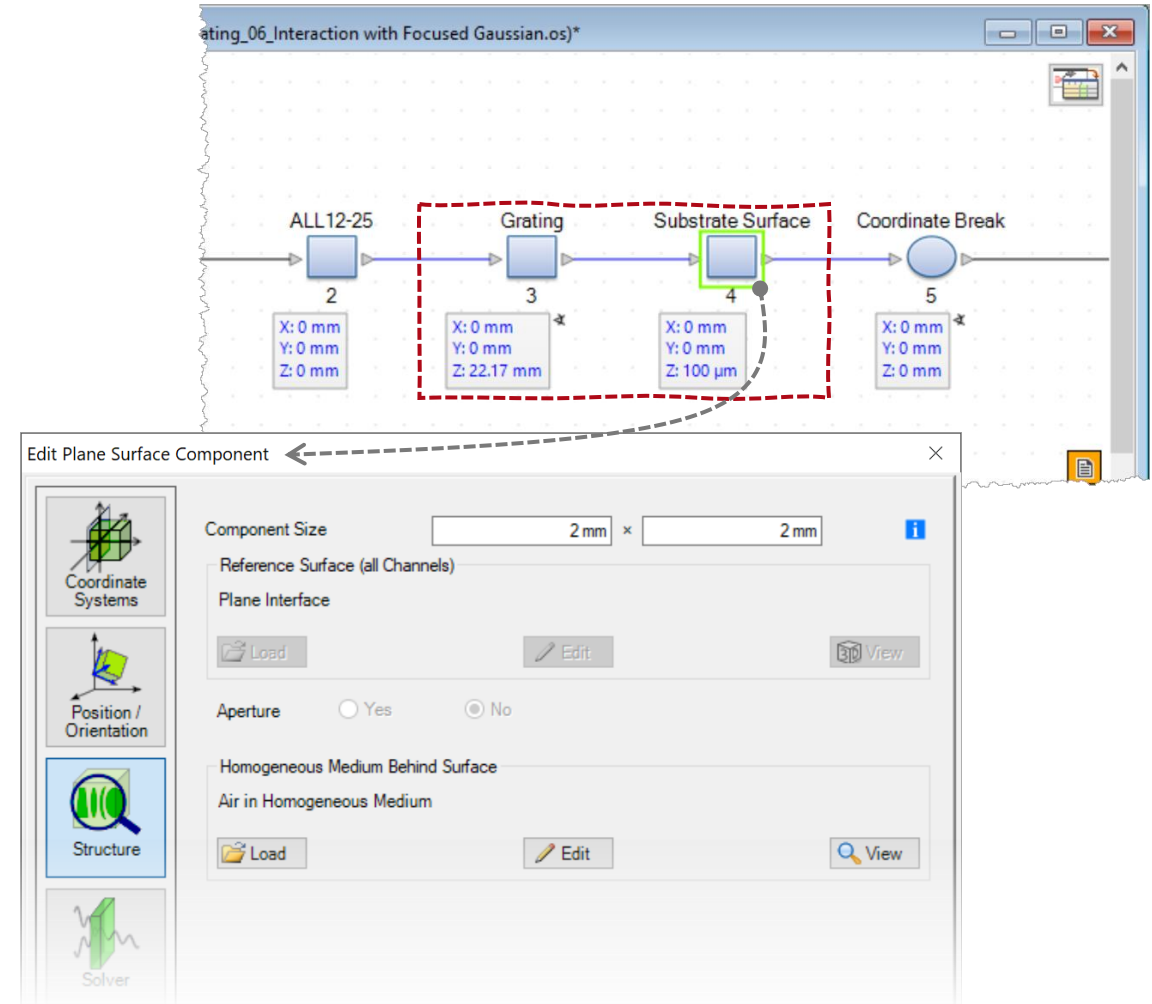 ating_06_Interaction with Focused Gaussian.os)*
ALL12-25
Grating
Substrate Surface
Coordinate Break
2
3
4
5
X: 0 mm
Y: 0 mm
Z: 0 mm
X: 0 mm
Y: 0 mm
Z: 22.17 mm
X: 0 mm
Y: 0 mm
Z: 100 µm
X: 0 mm
Y: 0 mm
Z: 0 mm
Edit Plane Surface Component
Coordinate
Systems
Position /
Orientation
Structure
Solver
Component Size
2 mm × 2 mm
Reference Surface (all Channels)
Plane Interface
Load
Edit
3D View
Aperture
Yes
No
Homogeneous Medium Behind Surface
Air in Homogeneous Medium
Load
Edit
View